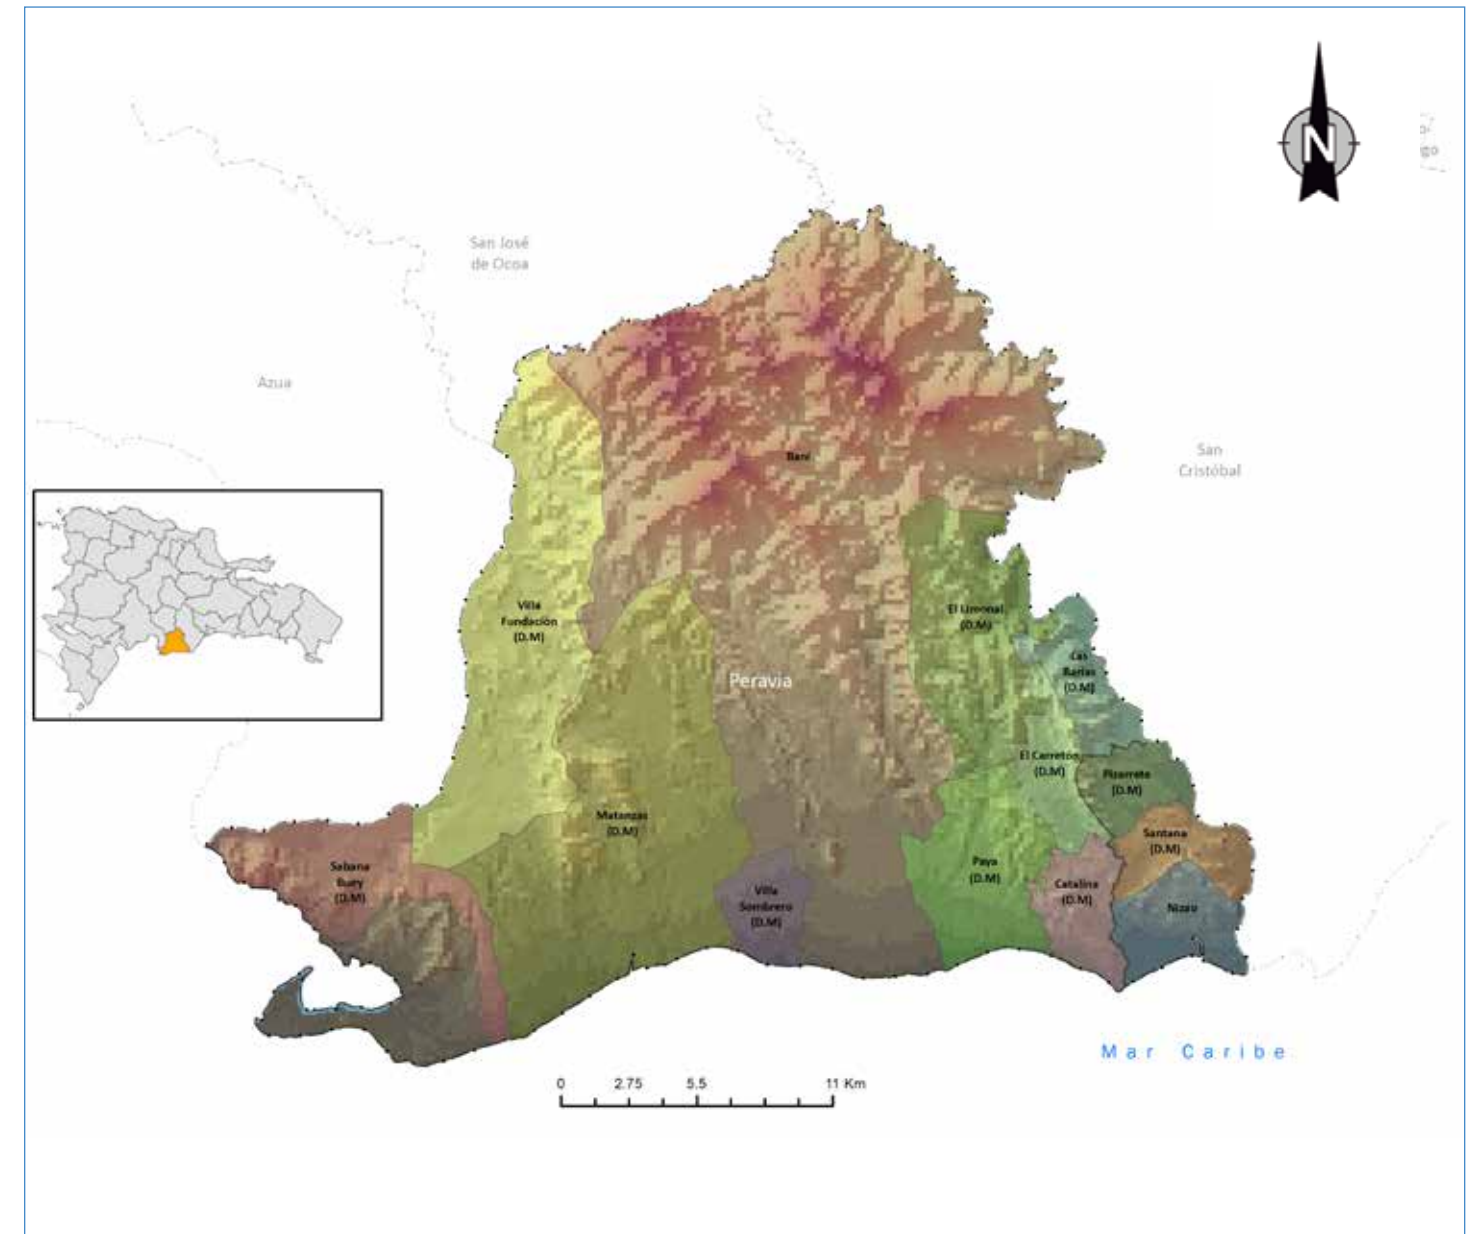 N
San José
de Ocoa
Azua
San
Cristóbal
Baní
Villa
Fundación
(D.M)
El Limonal
(D.M)
Las
Barías
(D.M)
Peravia
El Carretón
(D.M)
Pizarrete
(D.M)
Matanzas
(D.M)
Santana
(D.M)
Sabana
Buey
(D.M)
Paya
(D.M)
Catalina
(D.M)
Villa
Sombrero
(D.M)
Nizao
Mar Caribe
0 2.75 5.5 11 Km